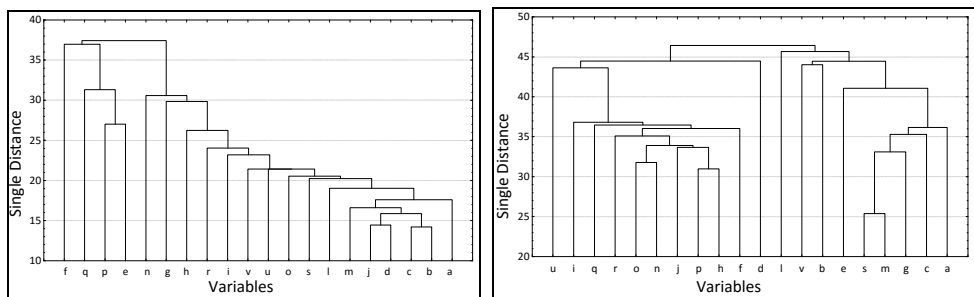 40
35
30
25
20
15
10
Single Distance
f q p e n g h r i v u o s l m j d c b a
Variables
50
45
40
35
30
25
20
Single Distance
u i q r o n j p h f d l v b e s m g c a
Variables